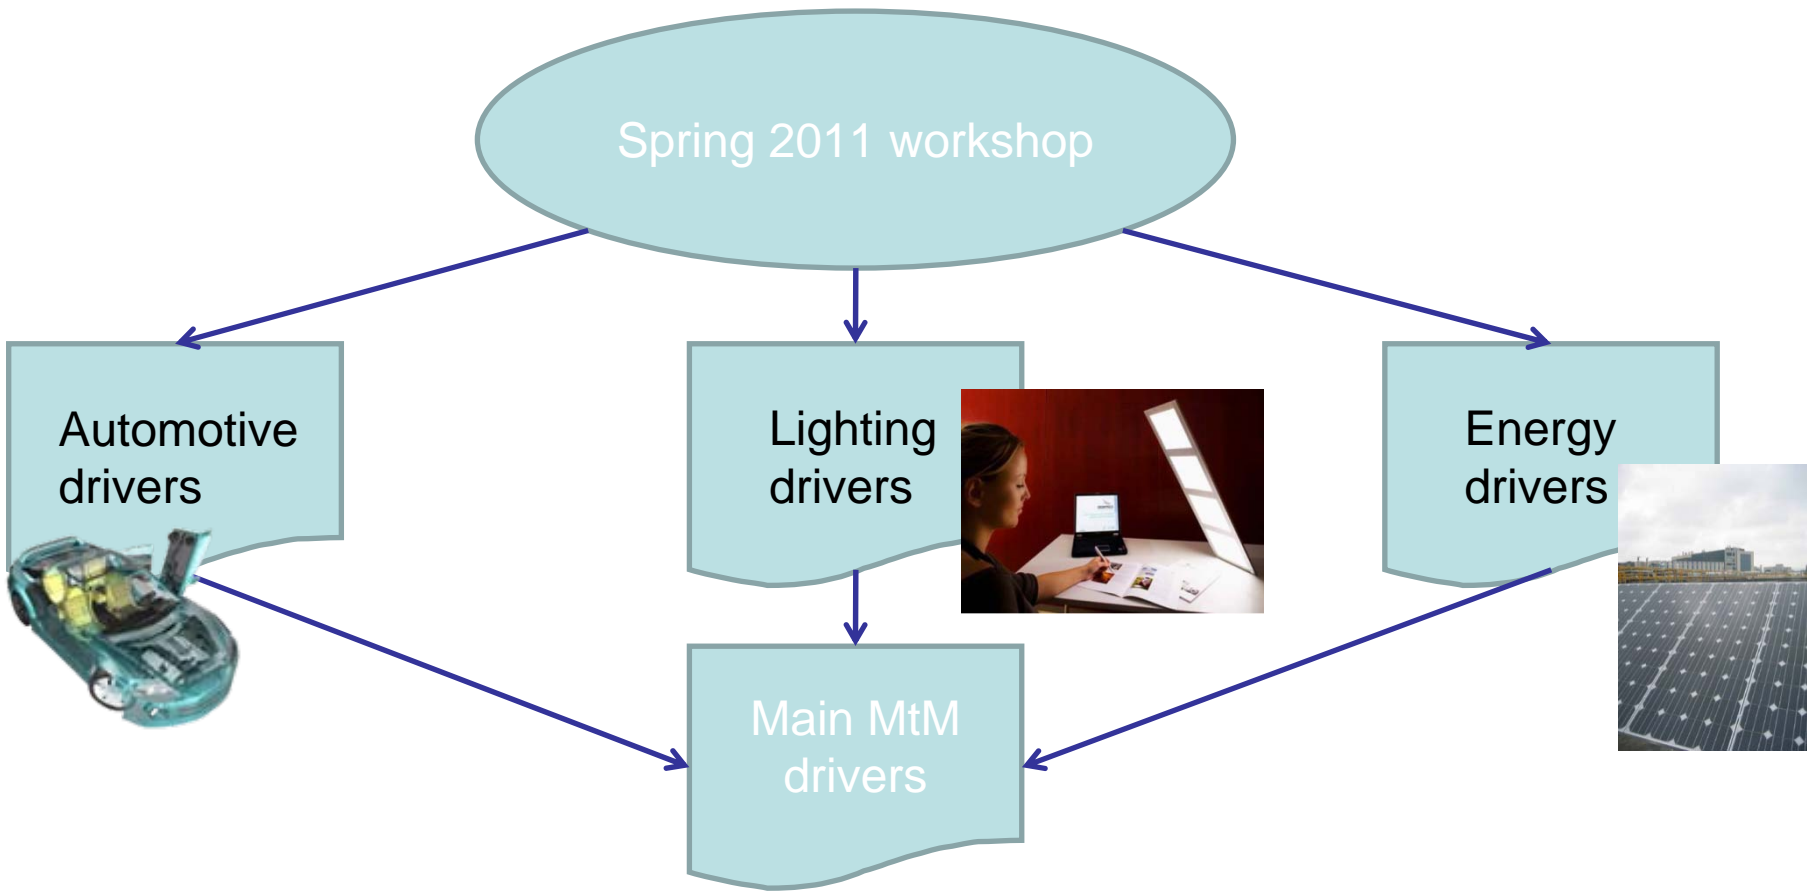 Spring 2011 workshop
Automotive
drivers
Lighting
drivers
Energy
drivers
Main MtM
drivers